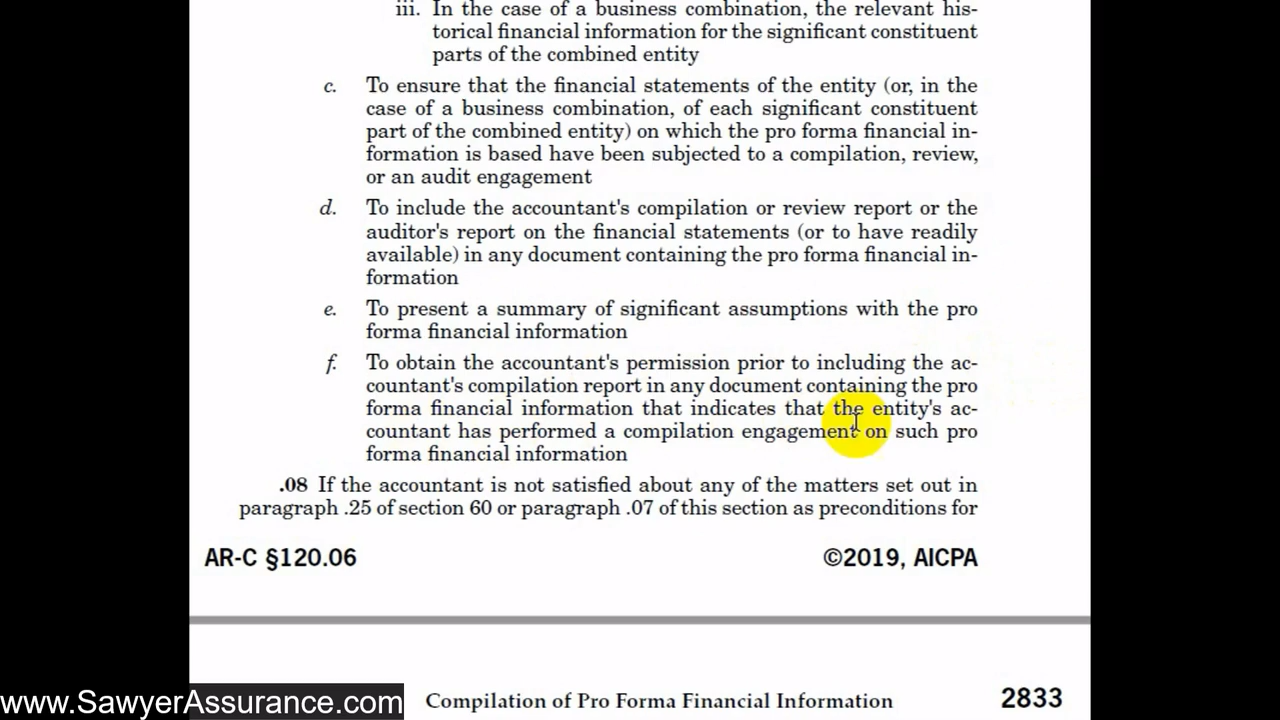 iii. In the case of a business combination, the relevant his-
torical financial information for the significant constituent
parts of the combined entity
c. To ensure that the financial statements of the entity (or, in the
case of a business combination, of each significant constituent
part of the combined entity) on which the pro forma financial in-
formation is based have been subjected to a compilation, review,
or an audit engagement
d. To include the accountant's compilation or review report or the
auditor's report on the financial statements (or to have readily
available) in any document containing the pro forma financial in-
formation
e. To present a summary of significant assumptions with the pro
forma financial information
f. To obtain the accountant's permission prior to including the ac-
countant's compilation report in any document containing the pro
forma financial information that indicates that the entity's ac-
countant has performed a compilation engagement on such pro
forma financial information
.08 If the accountant is not satisfied about any of the matters set out in
paragraph .25 of section 60 or paragraph .07 of this section as preconditions for
AR-C §120.06 ©2019, AICPA
Compilation of Pro Forma Financial Information 2833
www.SawyerAssurance.com